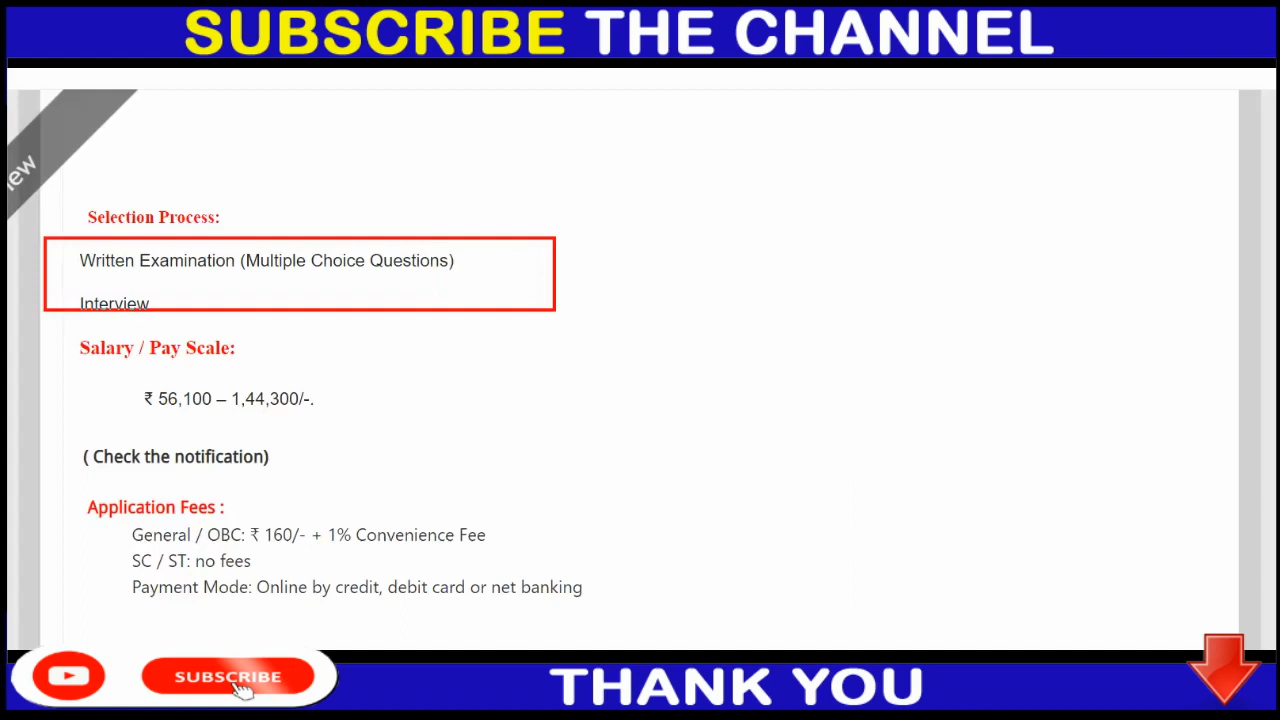 SUBSCRIBE THE CHANNEL
Selection Process:
Written Examination (Multiple Choice Questions)
Interview
Salary / Pay Scale:
₹ 56,100 – 1,44,300/-.
( Check the notification)
Application Fees :
General / OBC: ₹ 160/- + 1% Convenience Fee
SC / ST: no fees
Payment Mode: Online by credit, debit card or net banking
SUBSCRIBE
THANK YOU